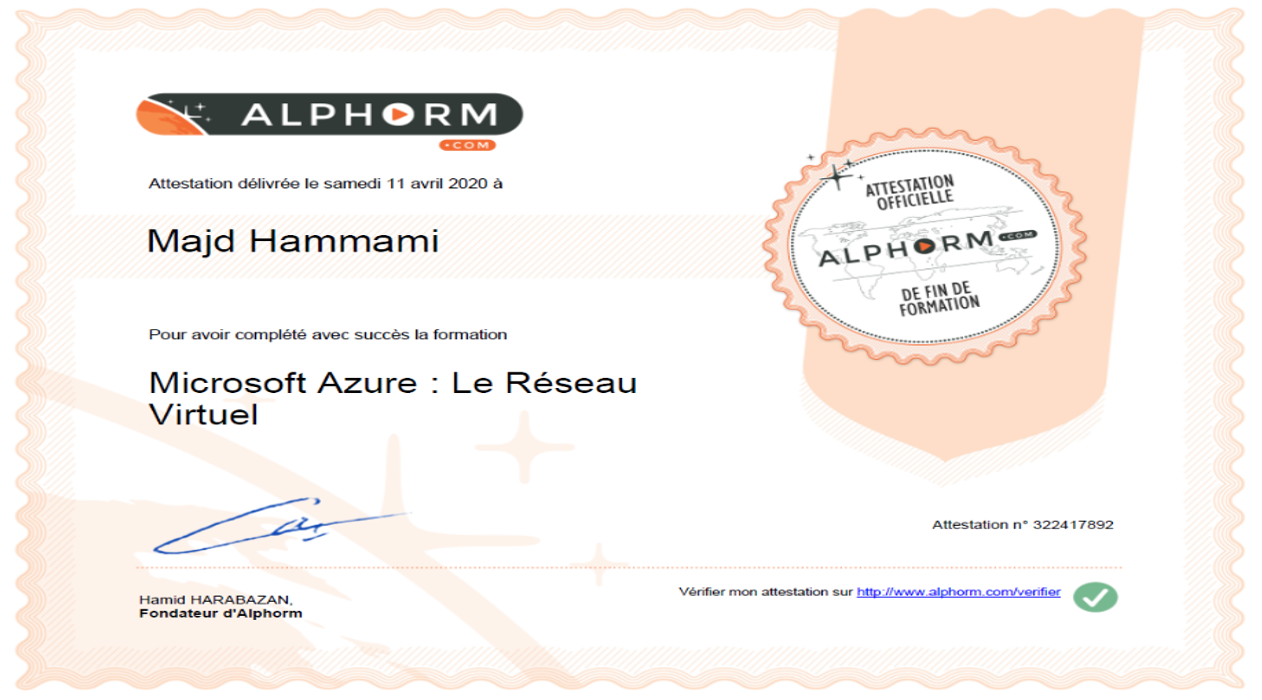 ALPHORM
.COM
Attestation délivrée le samedi 11 avril 2020 à
Majd Hammami
Pour avoir complété avec succès la formation
Microsoft Azure : Le Réseau
Virtuel
ATTESTATION
OFFICIELLE
ALPHORM .COM
DE FIN DE
FORMATION
Attestation n° 322417892
Hamid HARABAZAN,
Fondateur d'Alphorm
Vérifier mon attestation sur http://www.alphorm.com/verifier